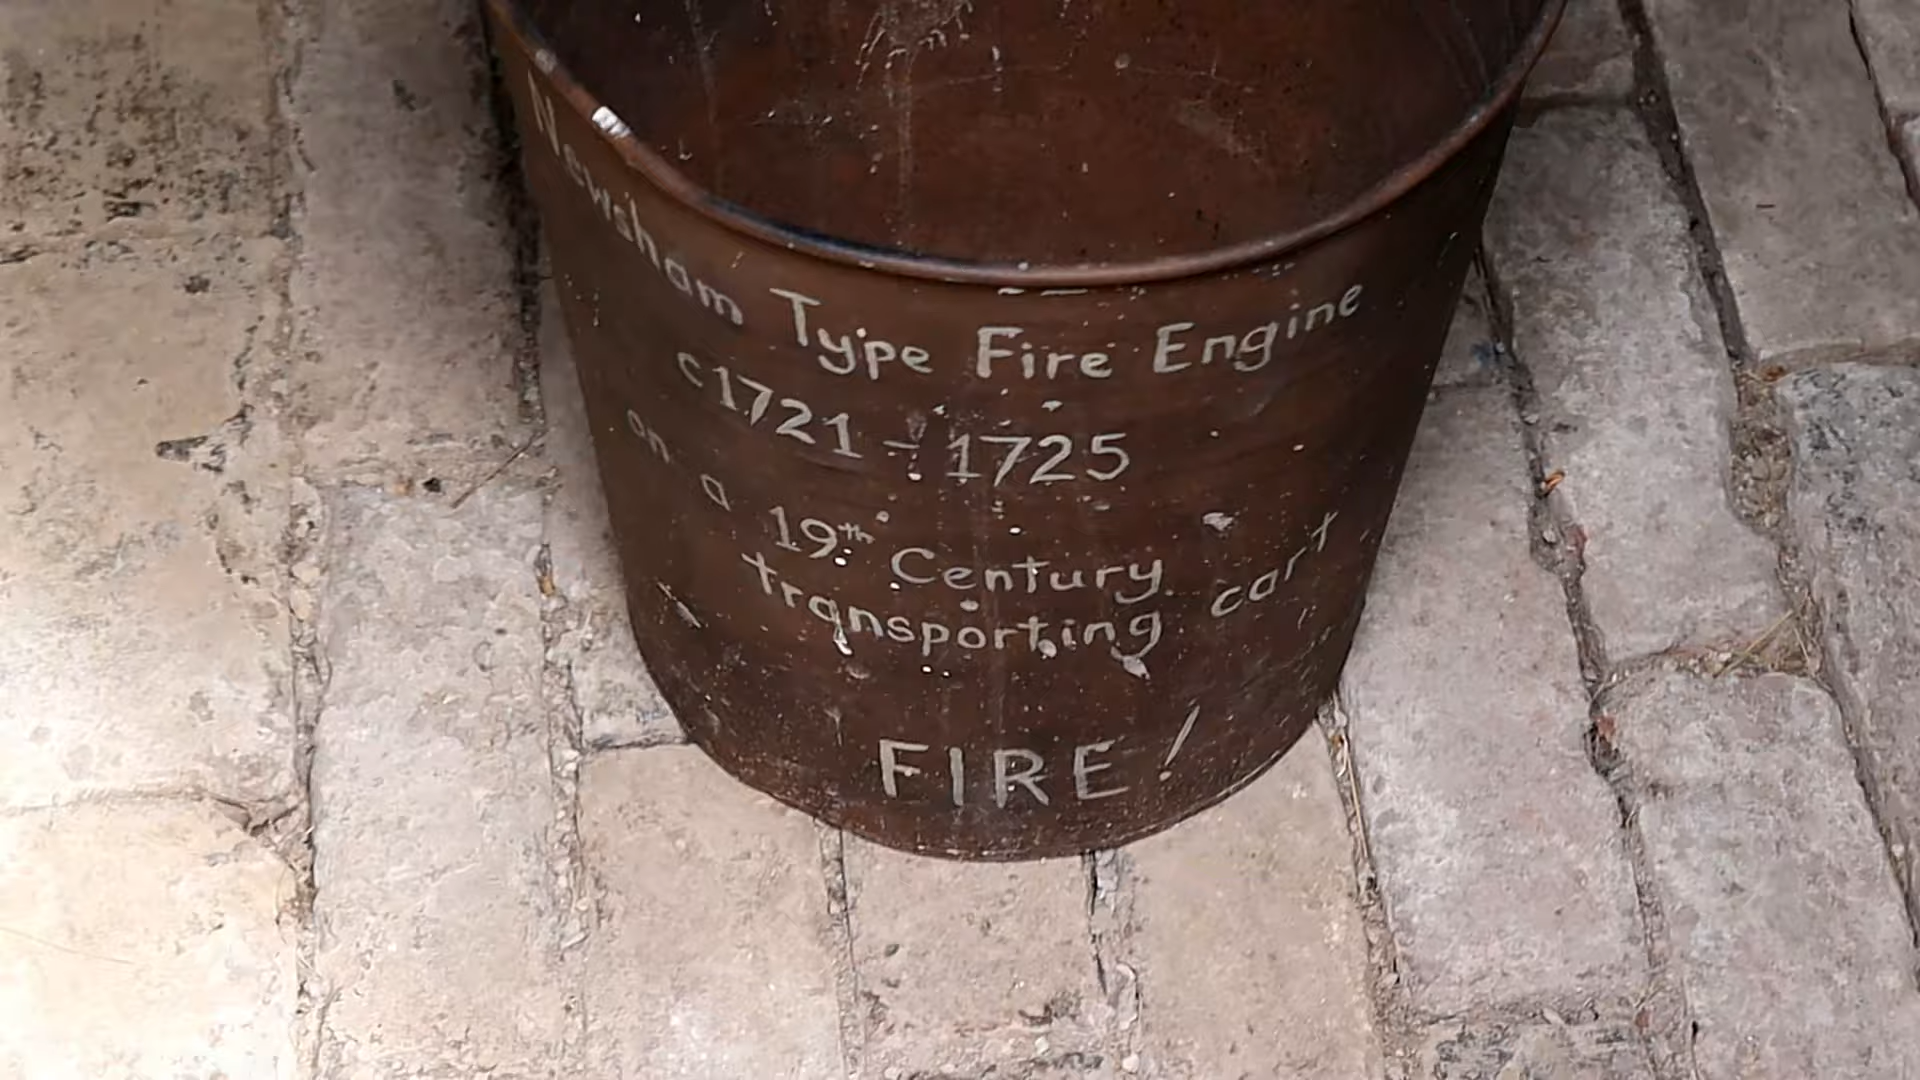 Newsham Type Fire Engine
c1721 - 1725
on a 19th Century
transporting cart
FIRE!